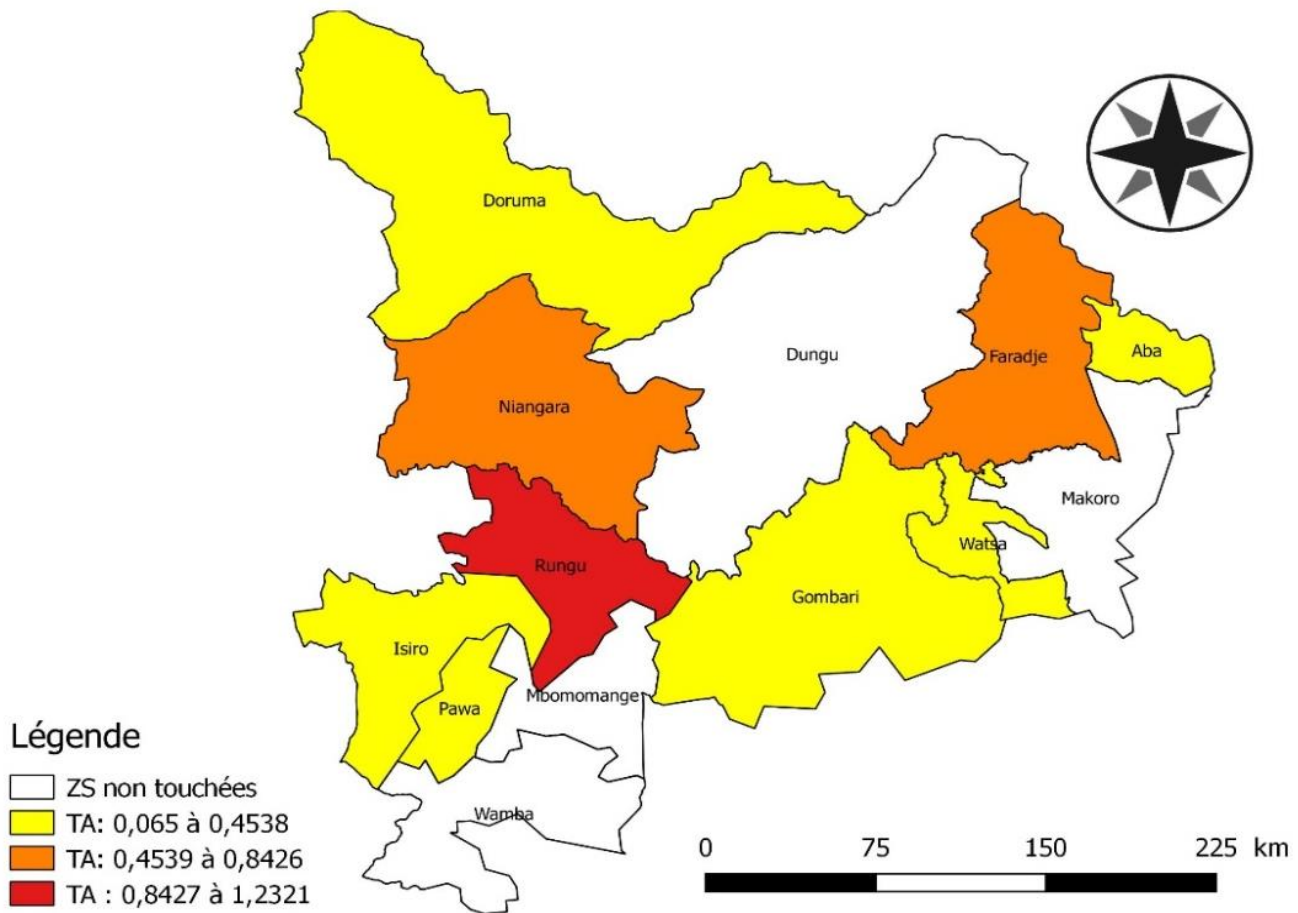 Doruma
Dungu
Faradje
Aba
Niangara
Makoro
Watsa
Rungu
Gombari
Isiro
Mbomomange
Pawa
Wamba
Légende
ZS non touchées
TA: 0,065 à 0,4538
TA: 0,4539 à 0,8426
TA : 0,8427 à 1,2321
0 75 150 225 km